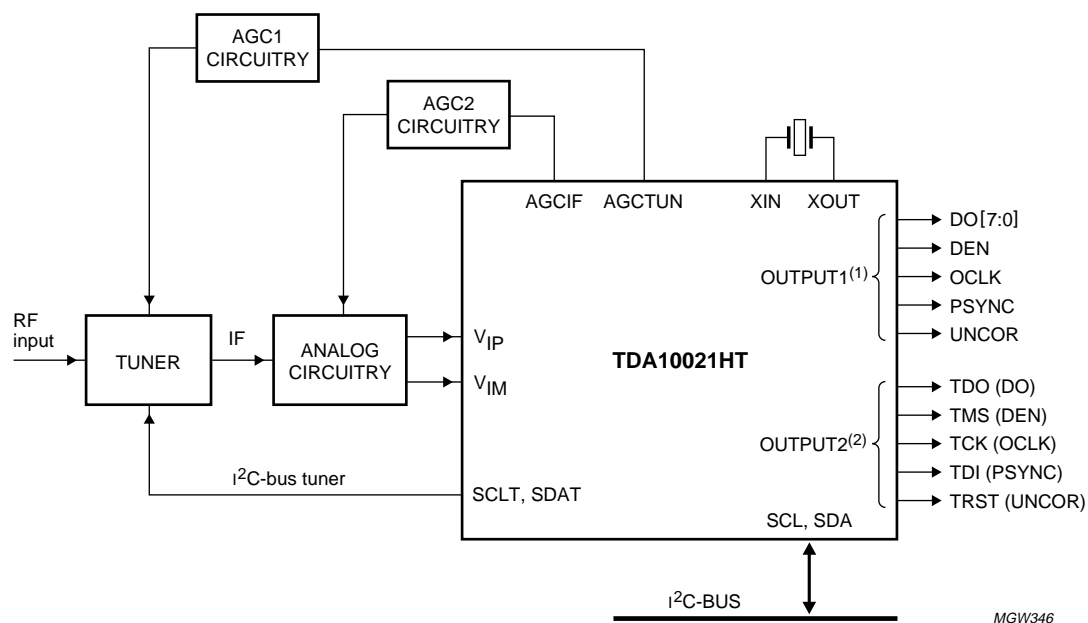 AGC1
CIRCUITRY
AGC2
CIRCUITRY
AGCIF
AGCTUN
XIN
XOUT
DO[7:0]
DEN
OUTPUT1(1)
OCLK
PSYNC
UNCOR
RF
input
TUNER
IF
ANALOG
CIRCUITRY
VIP
VIM
TDA10021HT
TDO (DO)
TMS (DEN)
OUTPUT2(2)
TCK (OCLK)
TDI (PSYNC)
TRST (UNCOR)
I2C-bus tuner
SCLT, SDAT
SCL, SDA
I2C-BUS
MGW346